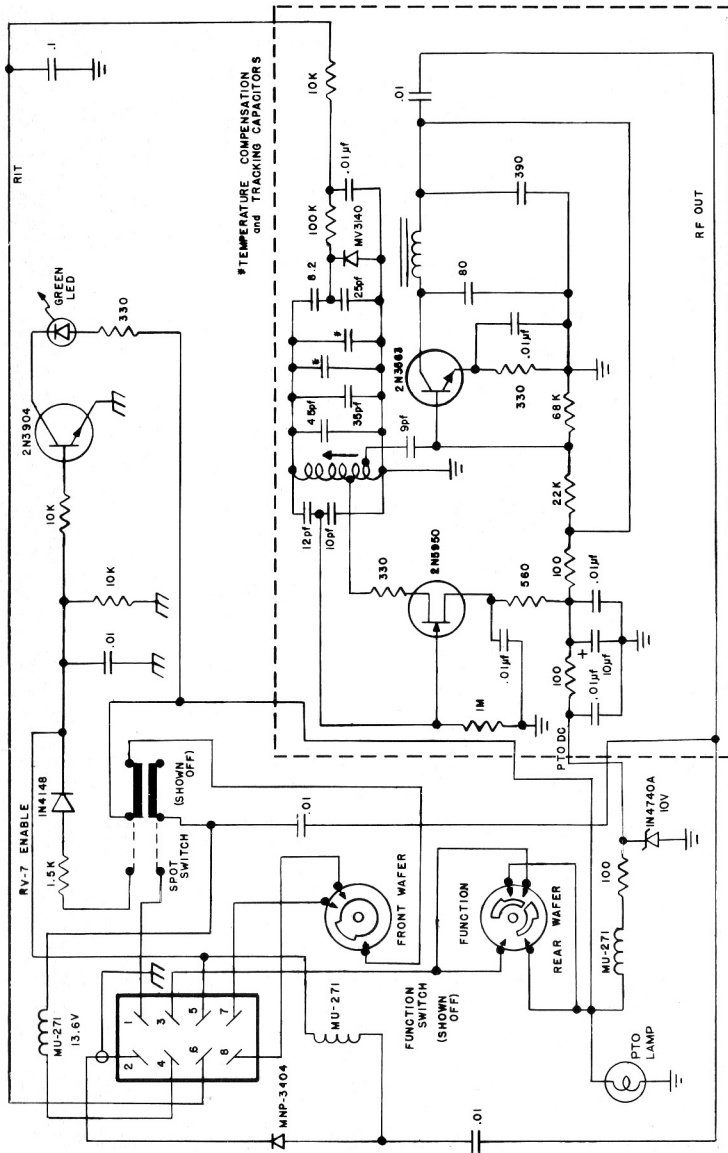 RIT
.1
*TEMPERATURE COMPENSATION
and TRACKING CAPACITORS
10K
.01
.01µf
100K
MV3140
390
8.2
25pf
80
RF OUT
GREEN
LED
330
2N3904
*
*
45pf
35pf
2N3563
.01µf
330
9pf
68K
10K
12pf
10pf
22K
10K
330
2N5950
560
100
.01µf
.01
.01µf
+
10µf
100
.01µf
1M
PTO DC
RV-7 ENABLE
1N4148
(SHOWN
OFF)
SPOT
SWITCH
1.5K
.01
1N4740A
10V
100
FRONT WAFER
FUNCTION
REAR WAFER
MU-271
FUNCTION
SWITCH
(SHOWN
OFF)
MU-271
13.6V
1
3
5
7
2
4
6
8
MU-271
PTO
LAMP
MNP-3404
.01